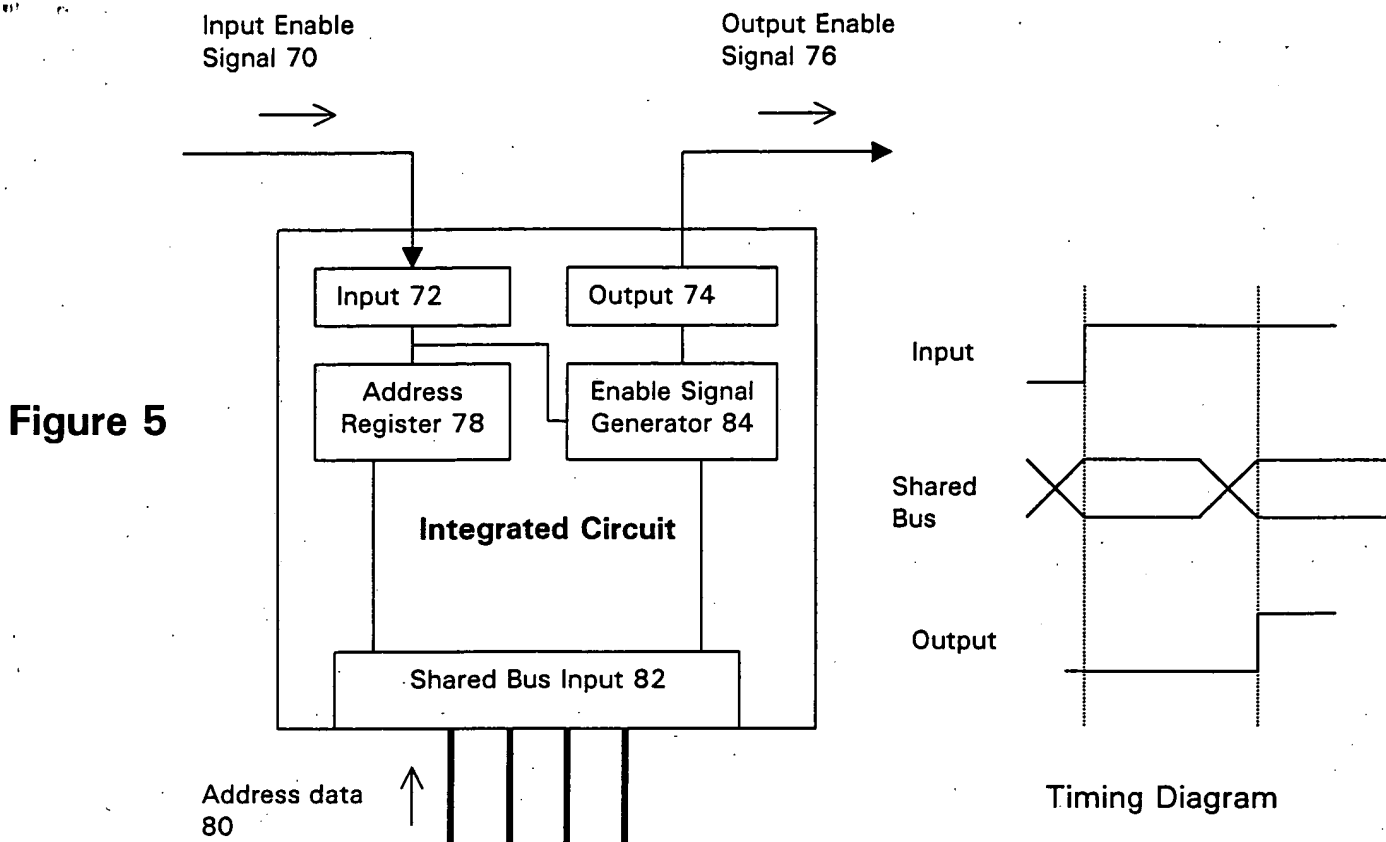 Input Enable
Signal 70
Output Enable
Signal 76
Input 72
Output 74
Address
Register 78
Enable Signal
Generator 84
Figure 5
Integrated Circuit
Shared Bus Input 82
Address data
80
Input
Shared
Bus
Output
Timing Diagram